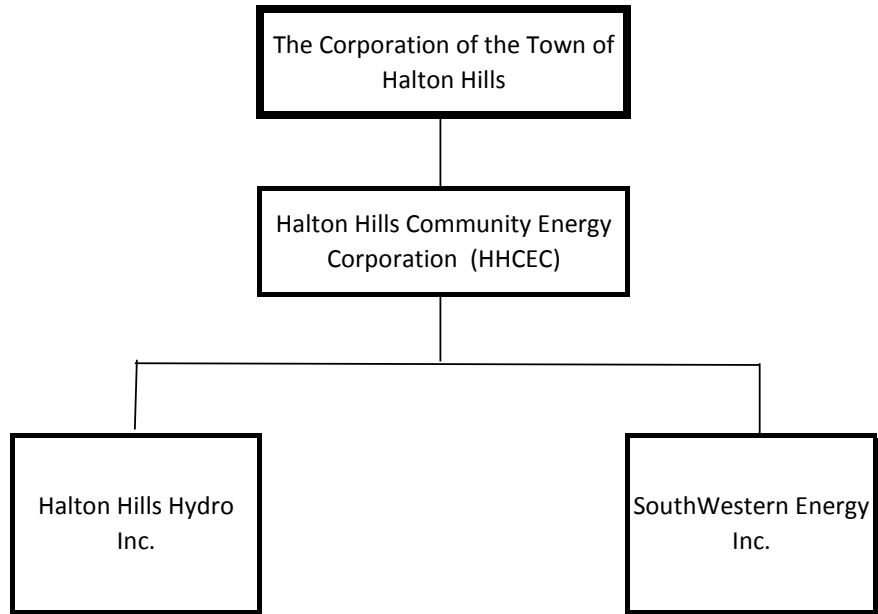 The Corporation of the Town of
Halton Hills
Halton Hills Community Energy
Corporation (HHCEC)
Halton Hills Hydro
Inc.
SouthWestern Energy
Inc.